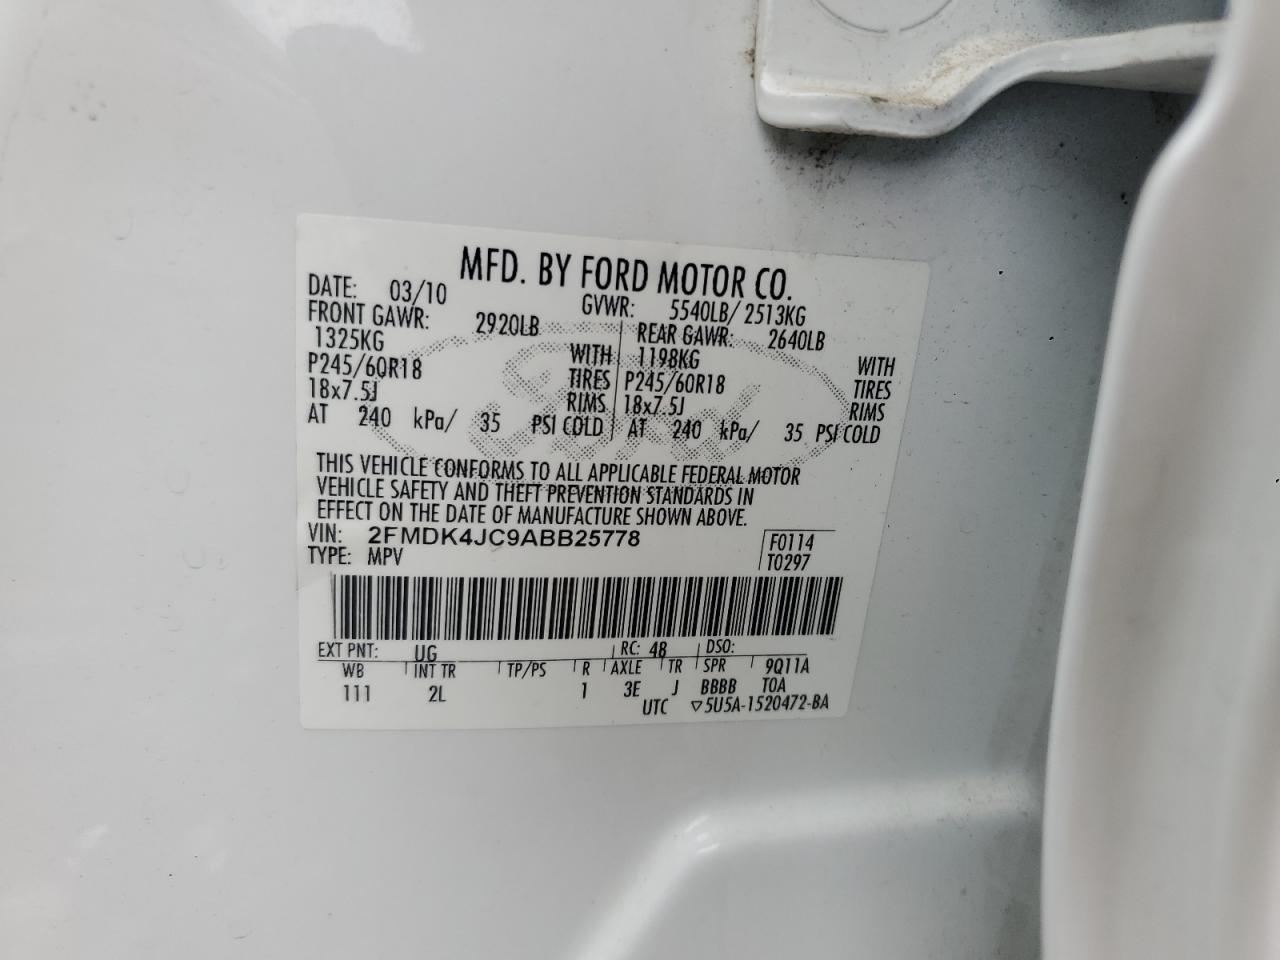 MFD. BY FORD MOTOR CO.
DATE: 03/10 GVWR: 5540LB/ 2513KG
FRONT GAWR: 2920LB REAR GAWR: 2640LB
1325KG WITH 1198KG WITH
P245/60R18 TIRES P245/60R18 TIRES
18x7.5J RIMS 18x7.5J RIMS
AT 240 kPa/ 35 PSI COLD AT 240 kPa/ 35 PSI COLD
THIS VEHICLE CONFORMS TO ALL APPLICABLE FEDERAL MOTOR
VEHICLE SAFETY AND THEFT PREVENTION STANDARDS IN
EFFECT ON THE DATE OF MANUFACTURE SHOWN ABOVE.
VIN: 2FMDK4JC9ABB25778 F0114
TYPE: MPV T0297
EXT PNT: UG RC: 48 DSO:
WB INT TR TP/PS R AXLE TR SPR 9Q11A
111 2L 1 3E J BBBB T0A
UTC ▽5U5A-1520472-BA